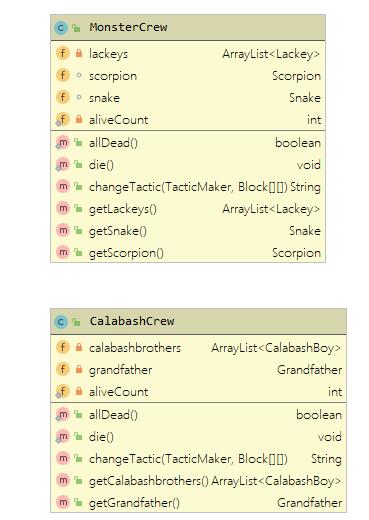 C MonsterCrew
f lackeys ArrayList<Lackey>
f scorpion Scorpion
f snake Snake
f aliveCount int
m allDead() boolean
m die() void
m changeTactic(TacticMaker, Block[][]) String
m getLackeys() ArrayList<Lackey>
m getSnake() Snake
m getScorpion() Scorpion
C CalabashCrew
f calabashbrothers ArrayList<CalabashBoy>
f grandfather Grandfather
f aliveCount int
m allDead() boolean
m die() void
m changeTactic(TacticMaker, Block[][]) String
m getCalabashbrothers() ArrayList<CalabashBoy>
m getGrandfather() Grandfather